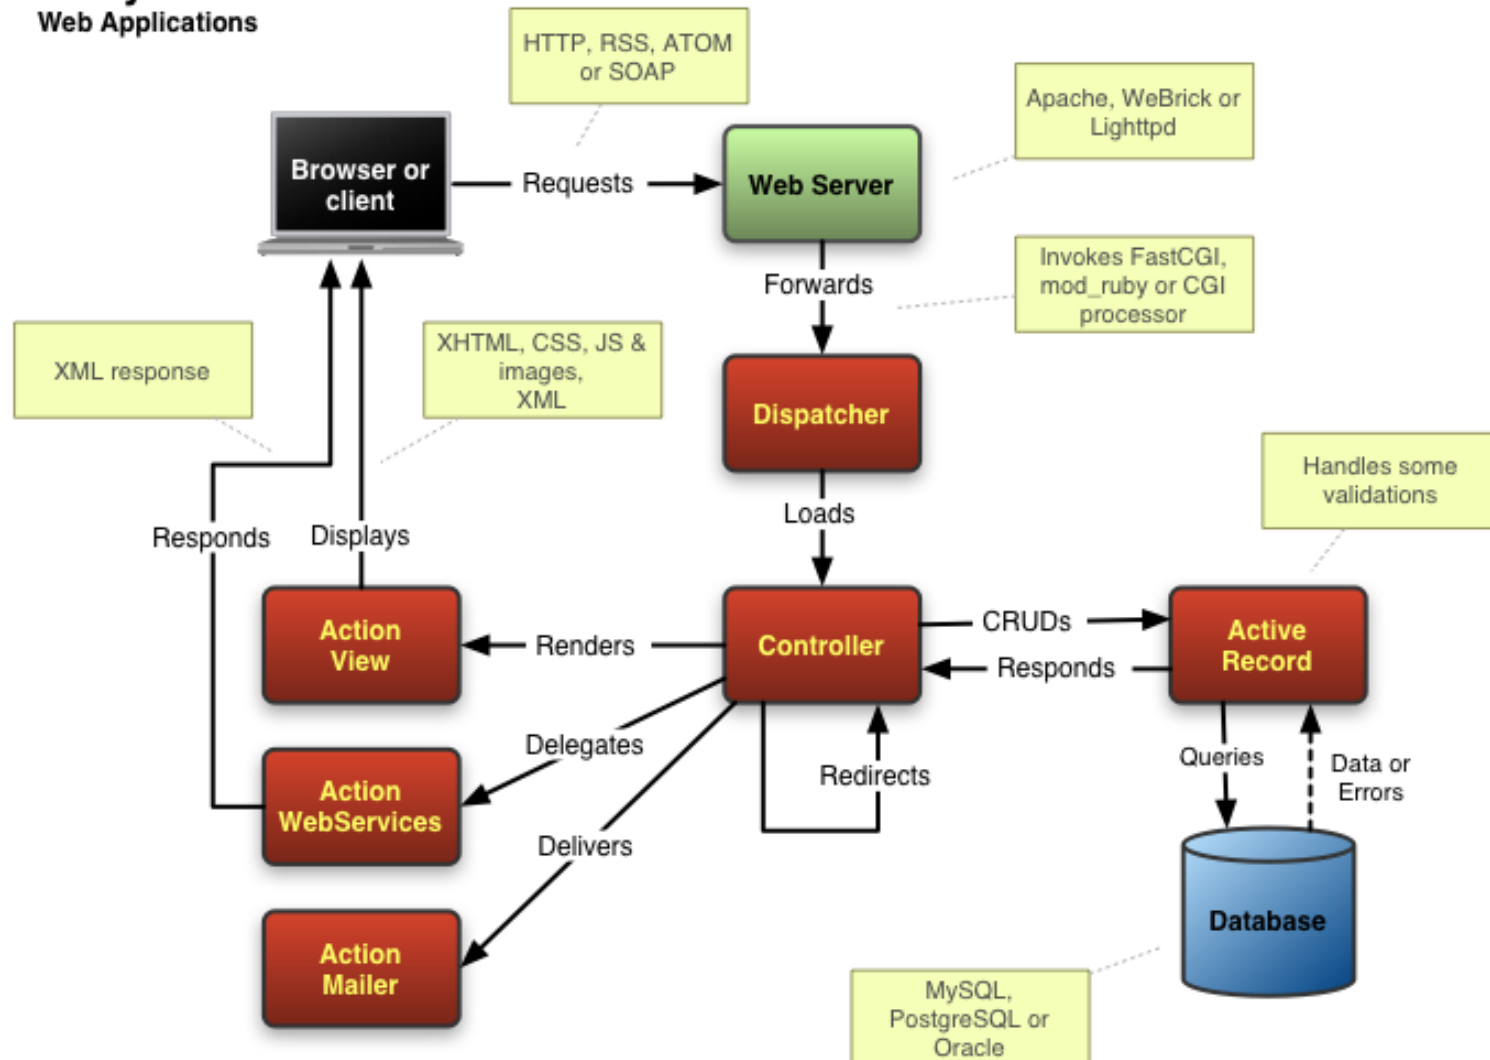 Web Applications
HTTP, RSS, ATOM
or SOAP
Apache, WeBrick or
Lighttpd
Browser or
client
Requests
Web Server
Invokes FastCGI,
mod_ruby or CGI
processor
Forwards
XML response
XHTML, CSS, JS &
images,
XML
Dispatcher
Handles some
validations
Loads
Responds
Displays
Action
View
Renders
Controller
CRUDs
Responds
Active
Record
Delegates
Redirects
Queries
Data or
Errors
Action
WebServices
Delivers
Action
Mailer
Database
MySQL,
PostgreSQL or
Oracle